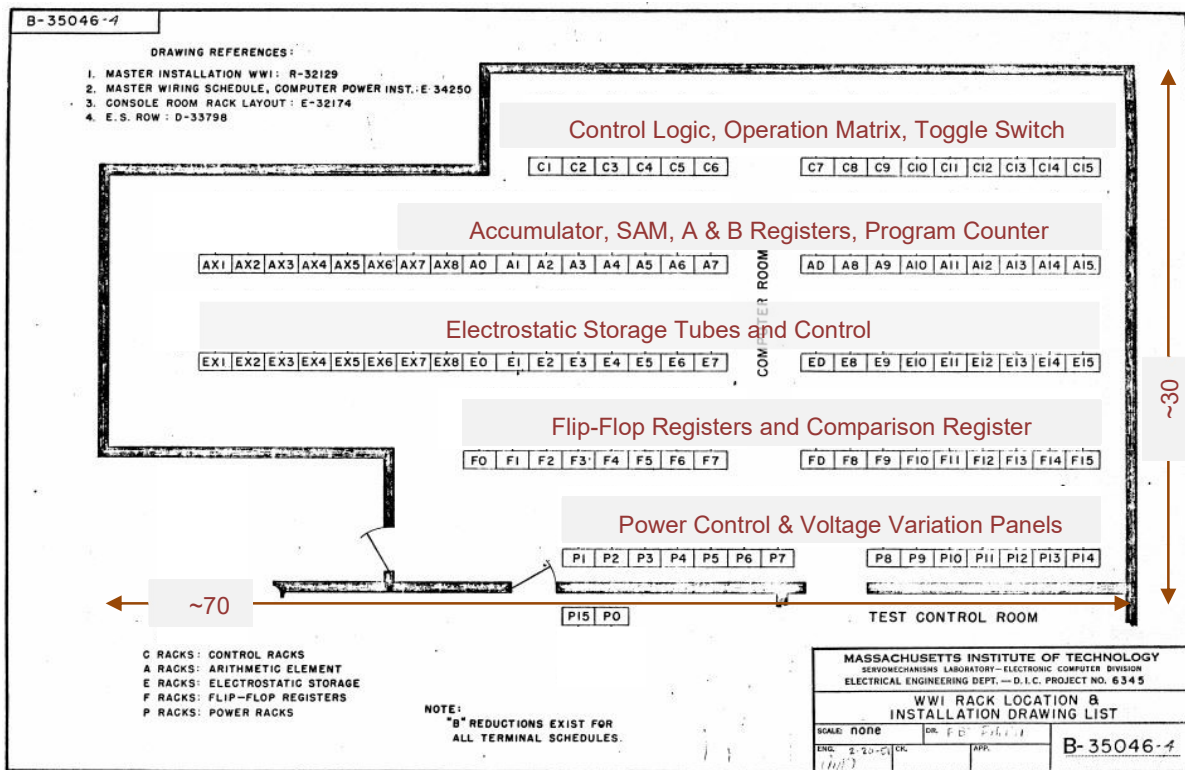 B-35046-4
DRAWING REFERENCES:
1. MASTER INSTALLATION WWI: R-32129
2. MASTER WIRING SCHEDULE, COMPUTER POWER INST.: E-34250
3. CONSOLE ROOM RACK LAYOUT: E-32174
4. E.S. ROW: D-33798
Control Logic, Operation Matrix, Toggle Switch
C1 C2 C3 C4 C5 C6 C7 C8 C9 C10 C11 C12 C13 C14 C15
Accumulator, SAM, A & B Registers, Program Counter
AX1 AX2 AX3 AX4 AX5 AX6 AX7 AX8 A0 A1 A2 A3 A4 A5 A6 A7 AD A8 A9 A10 A11 A12 A13 A14 A15
COMPUTER ROOM
Electrostatic Storage Tubes and Control
EX1 EX2 EX3 EX4 EX5 EX6 EX7 EX8 E0 E1 E2 E3 E4 E5 E6 E7 ED E8 E9 E10 E11 E12 E13 E14 E15
~30
Flip-Flop Registers and Comparison Register
F0 F1 F2 F3 F4 F5 F6 F7 FD F8 F9 F10 F11 F12 F13 F14 F15
Power Control & Voltage Variation Panels
P1 P2 P3 P4 P5 P6 P7 P8 P9 P10 P11 P12 P13 P14
~70
P15 P0
TEST CONTROL ROOM
C RACKS: CONTROL RACKS
A RACKS: ARITHMETIC ELEMENT
E RACKS: ELECTROSTATIC STORAGE
F RACKS: FLIP-FLOP REGISTERS
P RACKS: POWER RACKS
NOTE:
"B" REDUCTIONS EXIST FOR
ALL TERMINAL SCHEDULES.
MASSACHUSETTS INSTITUTE OF TECHNOLOGY
SERVOMECHANISMS LABORATORY—ELECTRONIC COMPUTER DIVISION
ELECTRICAL ENGINEERING DEPT. — D.I.C. PROJECT NO. 6345
WWI RACK LOCATION &
INSTALLATION DRAWING LIST
SCALE: none DR.
ENG. CK. APP.
B-35046-4